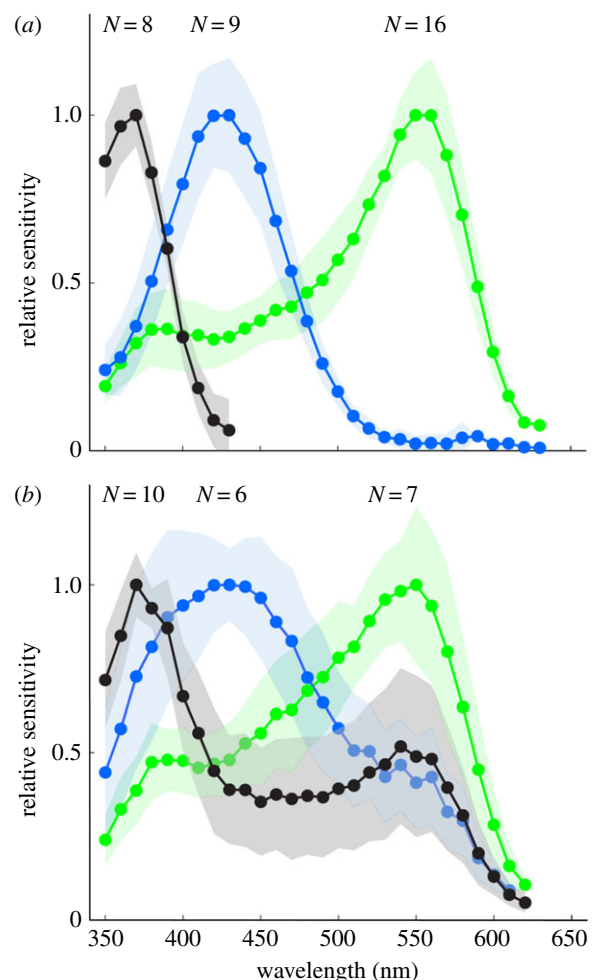 (a) N = 8 N = 9 N = 16
1.0
relative sensitivity
0.5
0
(b) N = 10 N = 6 N = 7
1.0
relative sensitivity
0.5
0
350 400 450 500 550 600 650
wavelength (nm)